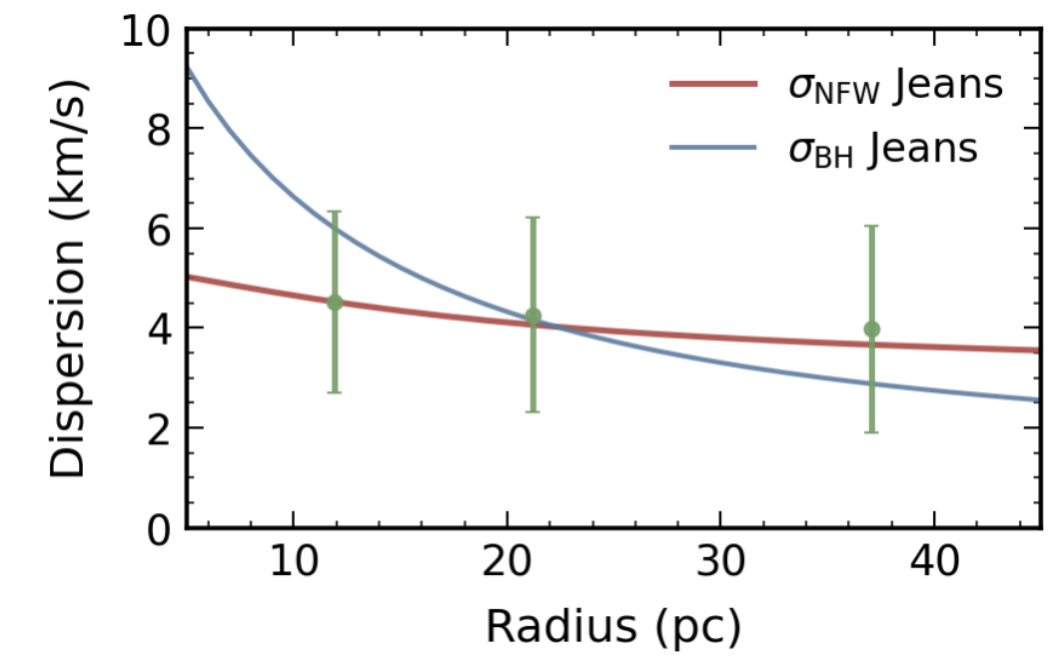 10
8
6
4
2
0
10
20
30
40
Dispersion (km/s)
Radius (pc)
σNFW Jeans
σBH Jeans